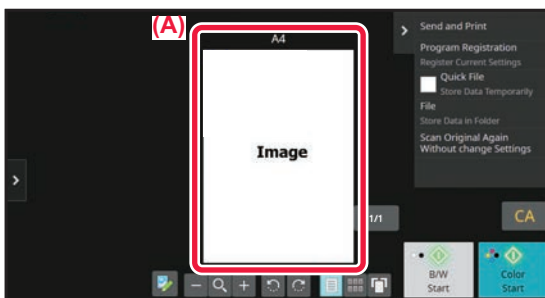 (A)
A4
Image
1/1
Send and Print
Program Registration
Register Current Settings
Quick File
Store Data Temporarily
File
Store Data in Folder
Scan Original Again
Without change Settings
CA
B/W
Start
Color
Start